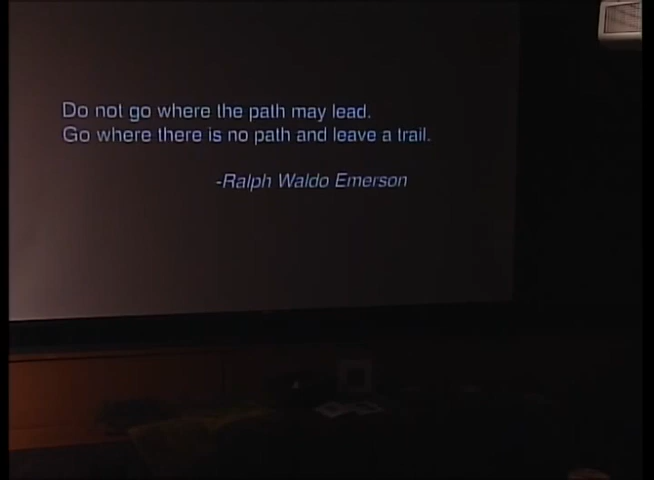 Do not go where the path may lead.
Go where there is no path and leave a trail.
-Ralph Waldo Emerson